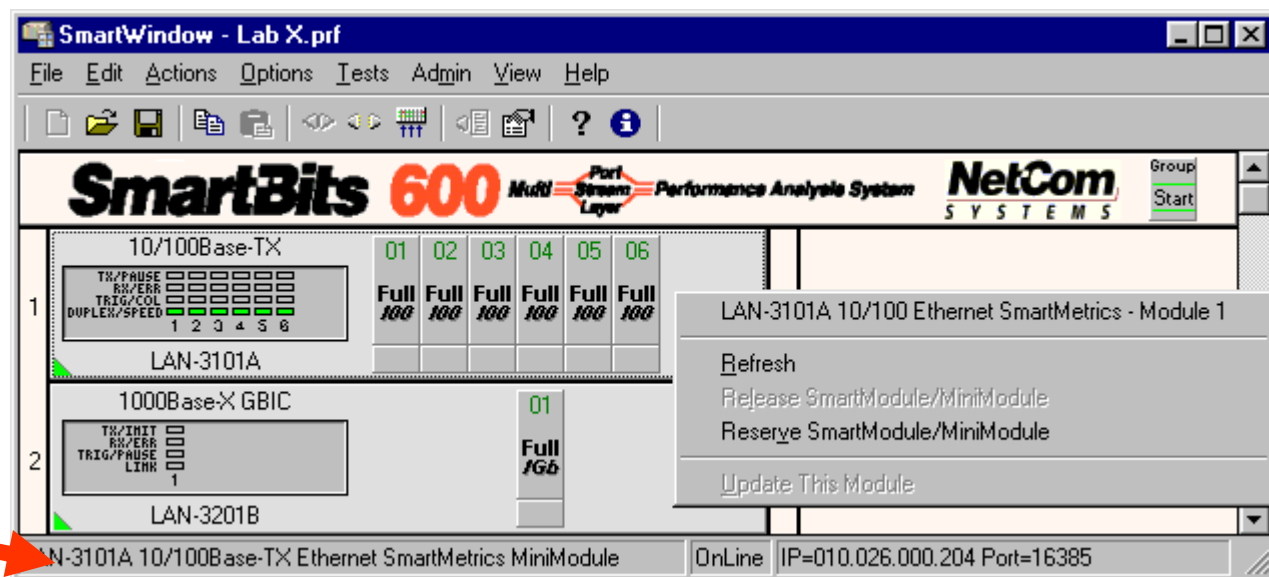 SmartWindow - Lab X.prf
File Edit Actions Options Tests Admin View Help
SmartBits 600 Multi Port Stream Layer Performance Analysis System
NetCom SYSTEMS
Group Start
1
10/100Base-TX
TX/PAUSE
RX/ERR
TRIG/COL
DUPLEX/SPEED
1 2 3 4 5 6
LAN-3101A
01 02 03 04 05 06
Full Full Full Full Full Full
100 100 100 100 100 100
LAN-3101A 10/100 Ethernet SmartMetrics - Module 1
Refresh
Release SmartModule/MiniModule
Reserve SmartModule/MiniModule
Update This Module
2
1000Base-X GBIC
TX/INIT
RX/ERR
TRIG/PAUSE
LINK
1
LAN-3201B
01
Full
1Gb
N-3101A 10/100Base-TX Ethernet SmartMetrics MiniModule OnLine IP=010.026.000.204 Port=16385